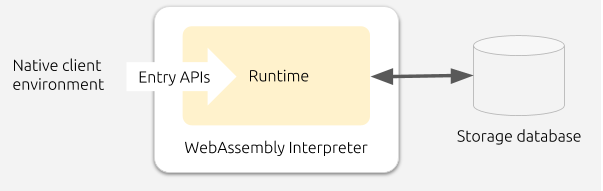 Native client
environment
Entry APIs
Runtime
WebAssembly Interpreter
Storage database